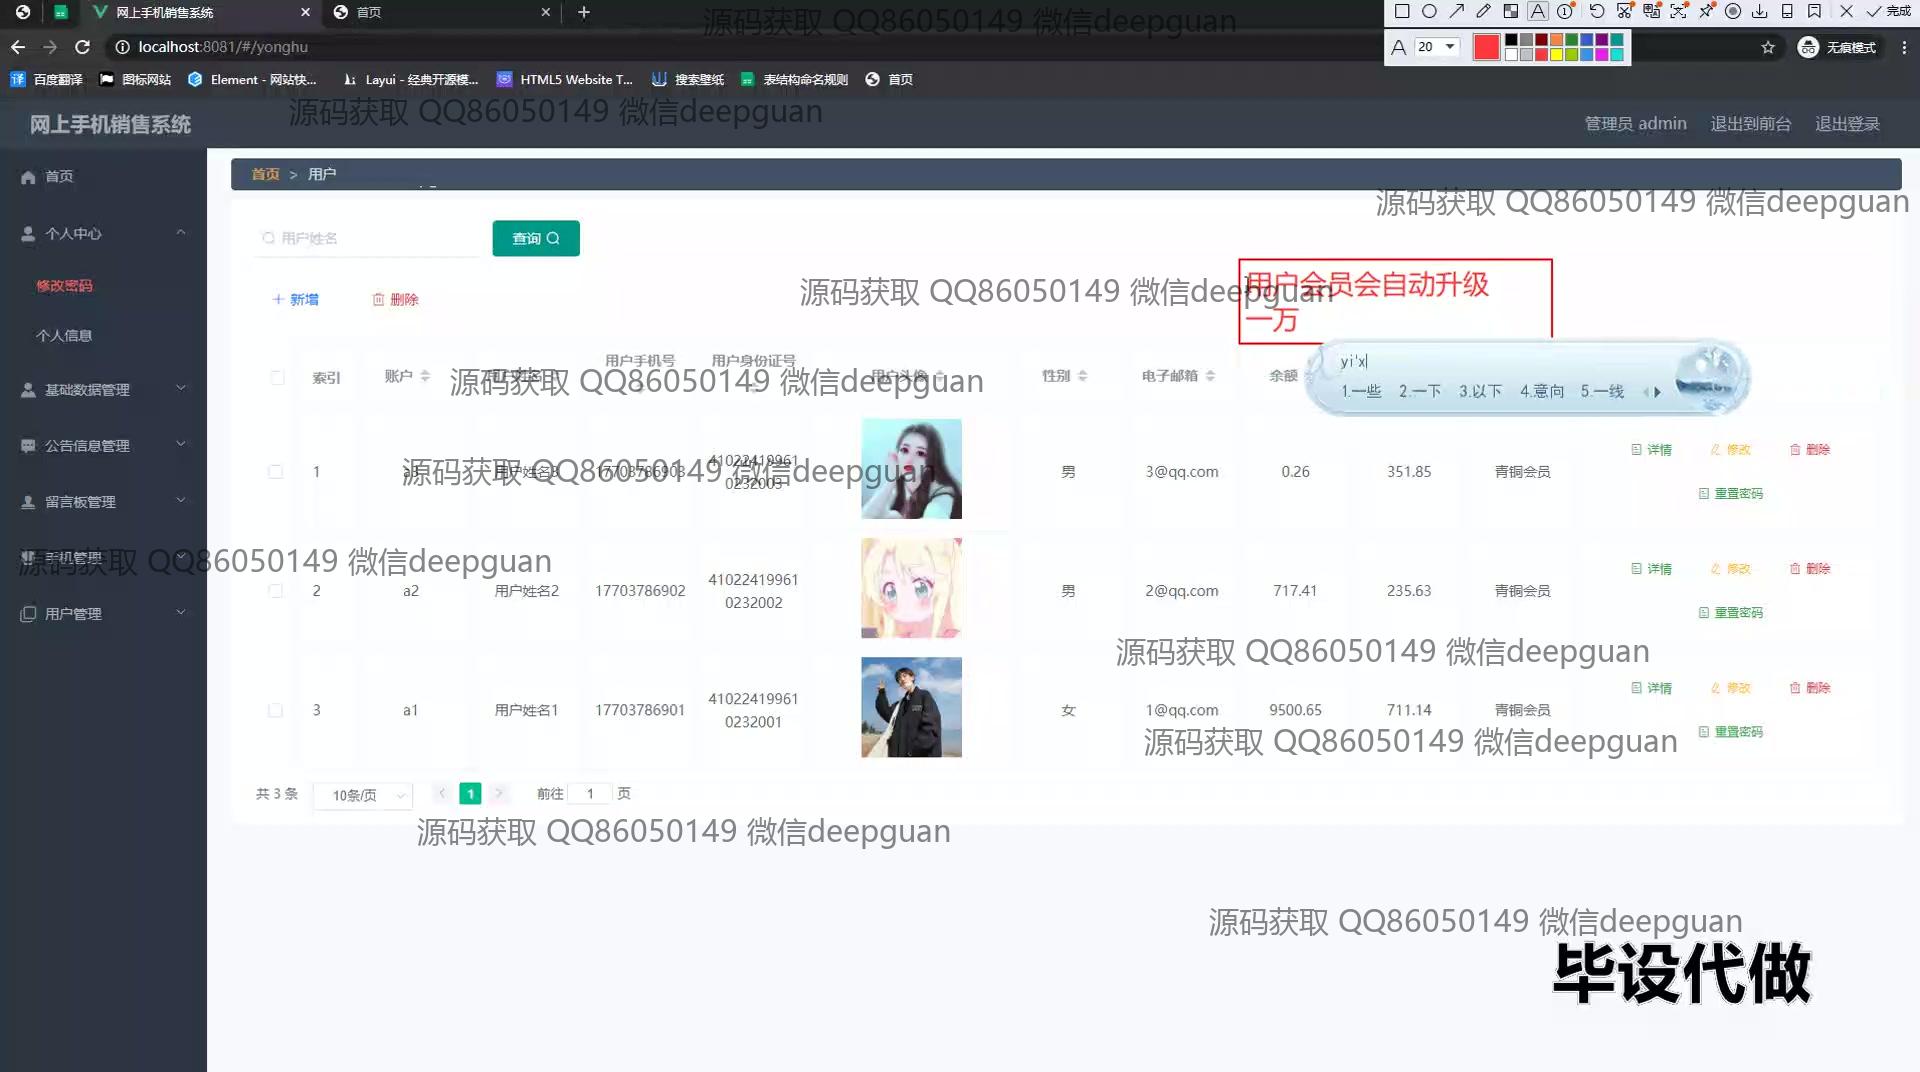 网上手机销售系统
首页
完成
localhost:8081/#/yonghu
A 20
无痕模式
百度翻译 图标网站 Element - 网站快... Layui - 经典开源模... HTML5 Website T... 搜索壁纸 表结构命名规则 首页
源码获取 QQ86050149 微信deepguan
源码获取 QQ86050149 微信deepguan
网上手机销售系统
管理员 admin 退出到前台 退出登录
首页
个人中心
修改密码
个人信息
基础数据管理
公告信息管理
留言板管理
手机管理
用户管理
首页 > 用户
源码获取 QQ86050149 微信deepguan
用户姓名 查询
新增 删除
源码获取 QQ86050149 微信deepguan
用户会员会自动升级
一万
yi'x
1.一些 2.一下 3.以下 4.意向 5.一线
索引 账户 用户姓名 用户手机号 用户身份证号 用户头像 性别 电子邮箱 余额
源码获取 QQ86050149 微信deepguan
1 a3 用户姓名3 17703786903 41022419961 男 3@qq.com 0.26 351.85 青铜会员 详情 修改 删除
0232003 重置密码
源码获取 QQ86050149 微信deepguan
2 a2 用户姓名2 17703786902 41022419961 男 2@qq.com 717.41 235.63 青铜会员 详情 修改 删除
0232002 重置密码
源码获取 QQ86050149 微信deepguan
源码获取 QQ86050149 微信deepguan
3 a1 用户姓名1 17703786901 41022419961 女 1@qq.com 9500.65 711.14 青铜会员 详情 修改 删除
0232001 重置密码
源码获取 QQ86050149 微信deepguan
共 3 条 10条/页 1 前往 1 页
源码获取 QQ86050149 微信deepguan
源码获取 QQ86050149 微信deepguan
毕设代做